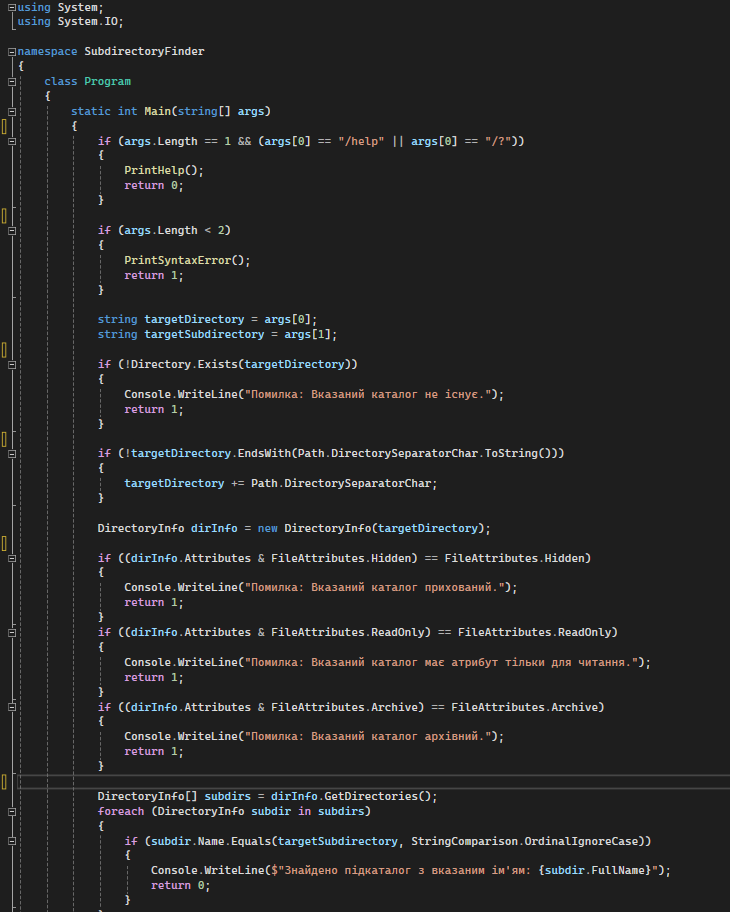 using System;
using System.IO;
namespace SubdirectoryFinder
{
class Program
{
static int Main(string[] args)
{
if (args.Length == 1 && (args[0] == "/help" || args[0] == "/?"))
{
PrintHelp();
return 0;
}
if (args.Length < 2)
{
PrintSyntaxError();
return 1;
}
string targetDirectory = args[0];
string targetSubdirectory = args[1];
if (!Directory.Exists(targetDirectory))
{
Console.WriteLine("Помилка: Вказаний каталог не існує.");
return 1;
}
if (!targetDirectory.EndsWith(Path.DirectorySeparatorChar.ToString()))
{
targetDirectory += Path.DirectorySeparatorChar;
}
DirectoryInfo dirInfo = new DirectoryInfo(targetDirectory);
if ((dirInfo.Attributes & FileAttributes.Hidden) == FileAttributes.Hidden)
{
Console.WriteLine("Помилка: Вказаний каталог прихований.");
return 1;
}
if ((dirInfo.Attributes & FileAttributes.ReadOnly) == FileAttributes.ReadOnly)
{
Console.WriteLine("Помилка: Вказаний каталог має атрибут тільки для читання.");
return 1;
}
if ((dirInfo.Attributes & FileAttributes.Archive) == FileAttributes.Archive)
{
Console.WriteLine("Помилка: Вказаний каталог архівний.");
return 1;
}
DirectoryInfo[] subdirs = dirInfo.GetDirectories();
foreach (DirectoryInfo subdir in subdirs)
{
if (subdir.Name.Equals(targetSubdirectory, StringComparison.OrdinalIgnoreCase))
{
Console.WriteLine($"Знайдено підкаталог з вказаним ім'ям: {subdir.FullName}");
return 0;
}